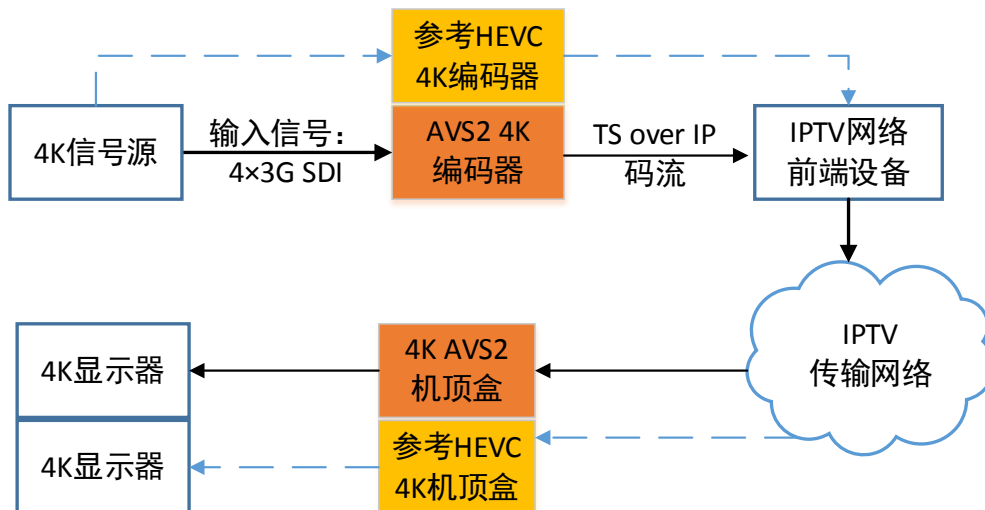 参考HEVC
4K编码器
4K信号源
输入信号：
4×3G SDI
AVS2 4K
编码器
TS over IP
码流
IPTV网络
前端设备
IPTV
传输网络
4K AVS2
机顶盒
4K显示器
参考HEVC
4K机顶盒
4K显示器